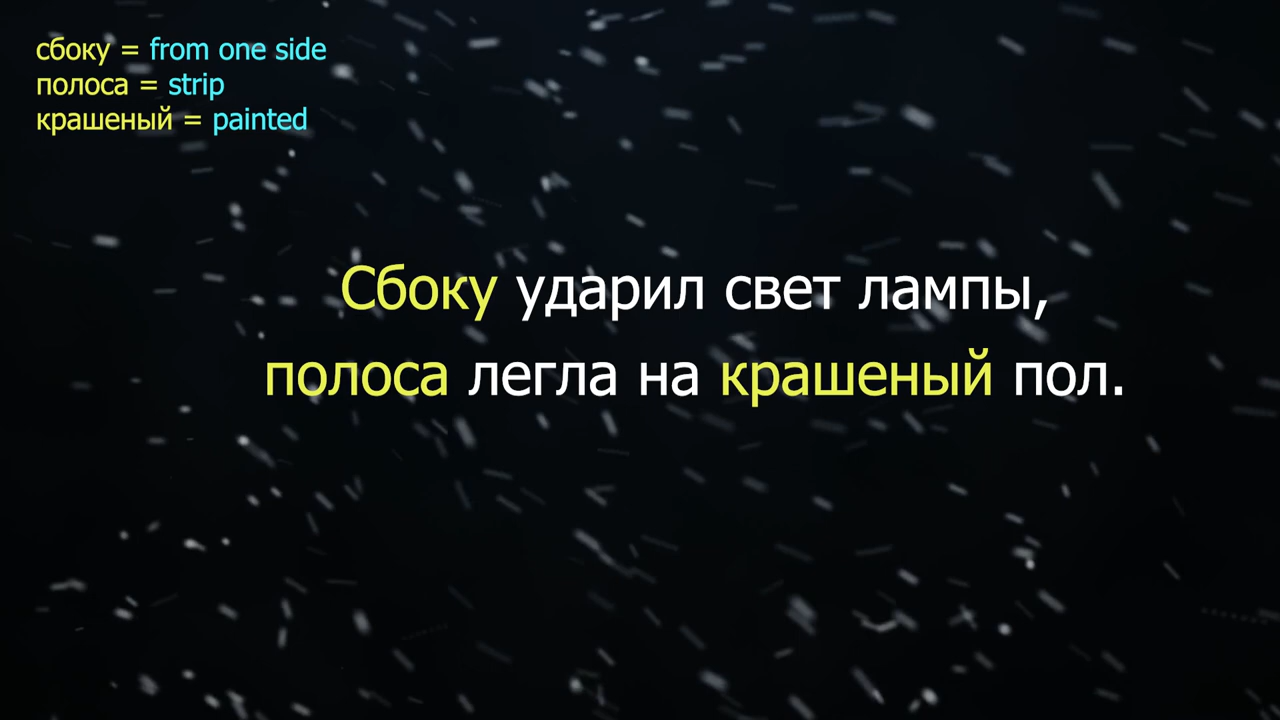 сбоку = from one side
полоса = strip
крашеный = painted
Сбоку ударил свет лампы,
полоса легла на крашеный пол.